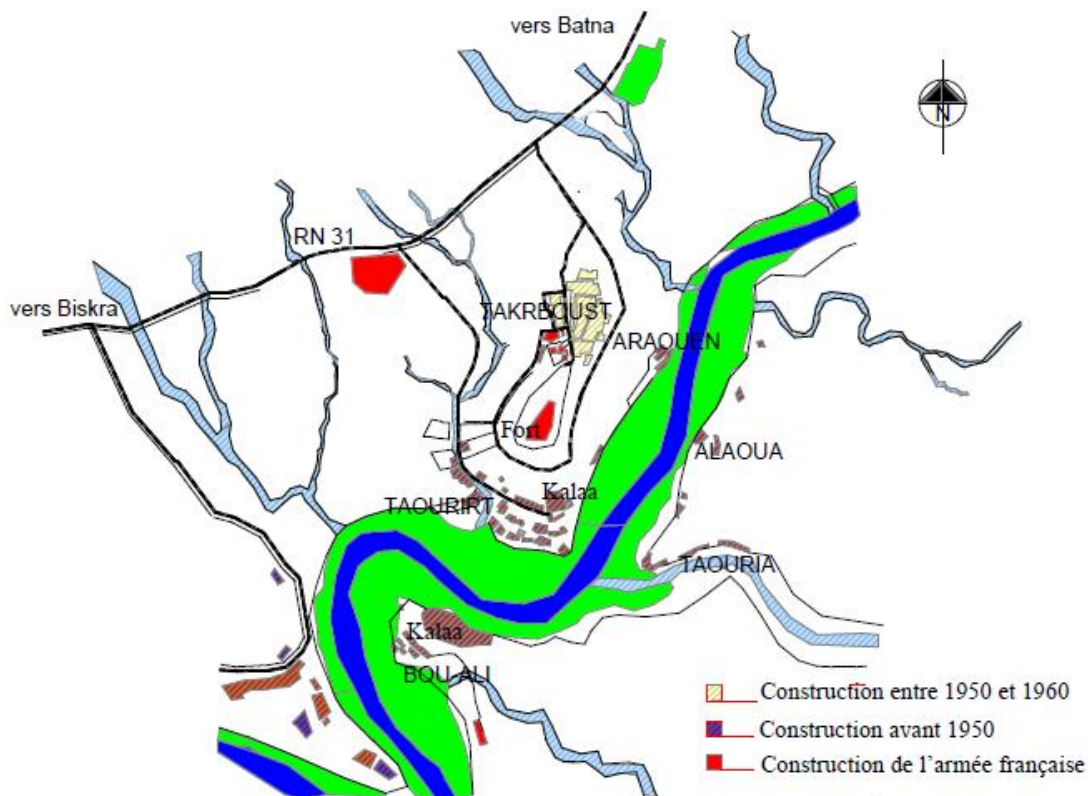 vers Batna
N
RN 31
vers Biskra
TAKRBOUST
ARAOUEN
Fort
ALAOUA
Kalaa
TAOURIRT
TAOURIA
Kalaa
BOU-ALI
Construction entre 1950 et 1960
Construction avant 1950
Construction de l'armée française